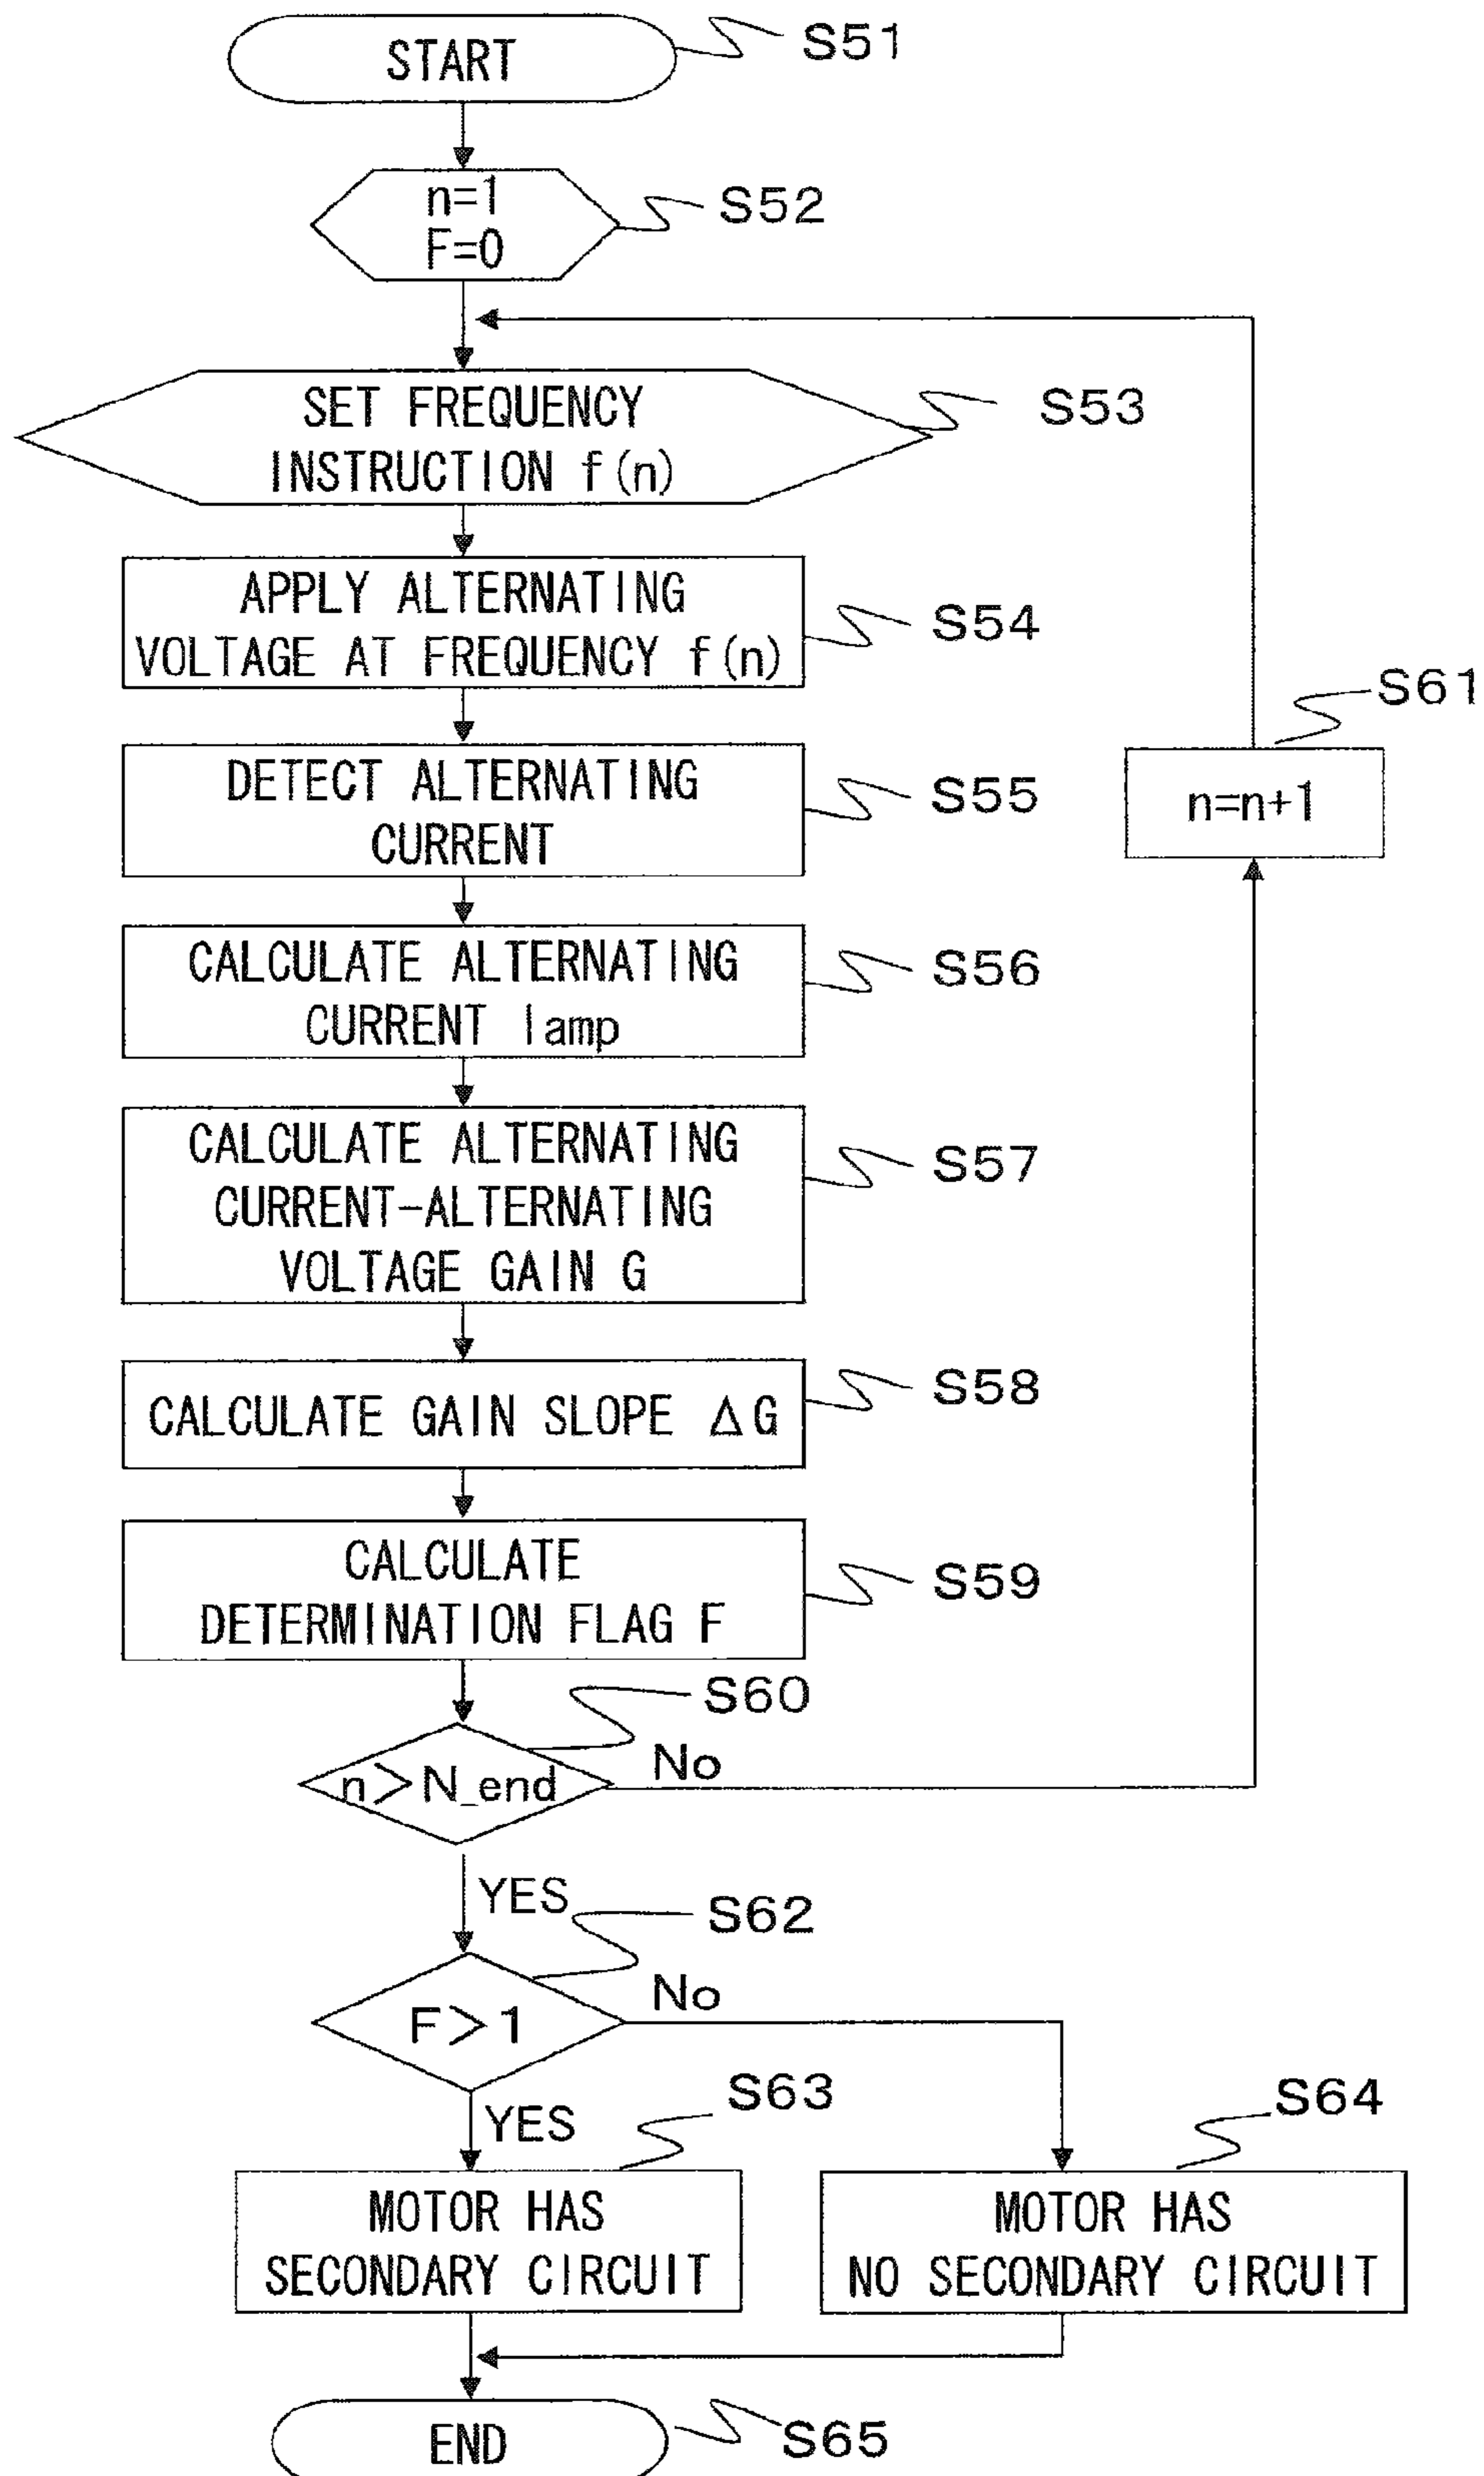 START
S51
n=1
F=0
S52
SET FREQUENCY
INSTRUCTION f(n)
S53
APPLY ALTERNATING
VOLTAGE AT FREQUENCY f(n)
S54
DETECT ALTERNATING
CURRENT
S55
S61
n=n+1
CALCULATE ALTERNATING
CURRENT Iamp
S56
CALCULATE ALTERNATING
CURRENT-ALTERNATING
VOLTAGE GAIN G
S57
CALCULATE GAIN SLOPE ΔG
S58
CALCULATE
DETERMINATION FLAG F
S59
S60
n>N_end
No
YES
S62
F>1
No
YES
S63
MOTOR HAS
SECONDARY CIRCUIT
S64
MOTOR HAS
NO SECONDARY CIRCUIT
END
S65